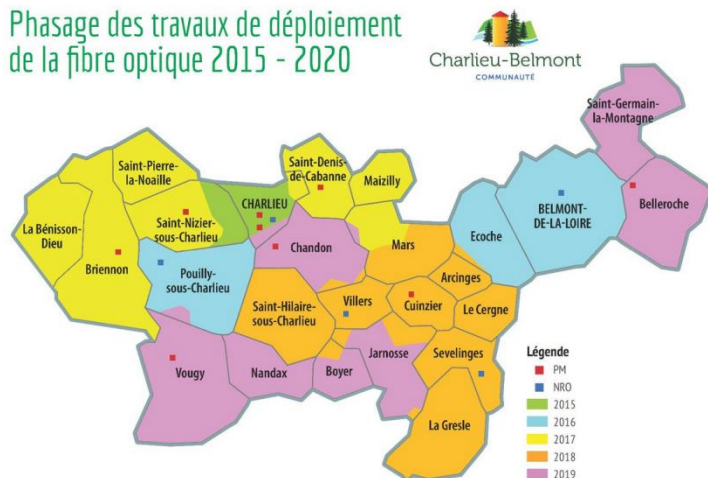 Phasage des travaux de déploiement
de la fibre optique 2015 - 2020
Charlieu-Belmont
COMMUNAUTÉ
Saint-Germain-
la-Montagne
Saint-Pierre-
la-Noaille
Saint-Denis-
de-Cabanne
Maizilly
CHARLIEU
La Bénisson-
Dieu
Saint-Nizier-
sous-Charlieu
BELMONT-
DE-LA-LOIRE
Belleroche
Briennon
Chandon
Mars
Ecoche
Pouilly-
sous-Charlieu
Arcinges
Saint-Hilaire-
sous-Charlieu
Villers
Cuinzier
Le Cergne
Vougy
Nandax
Boyer
Jarnosse
Sevelinges
La Gresle
Légende
PM
NRO
2015
2016
2017
2018
2019